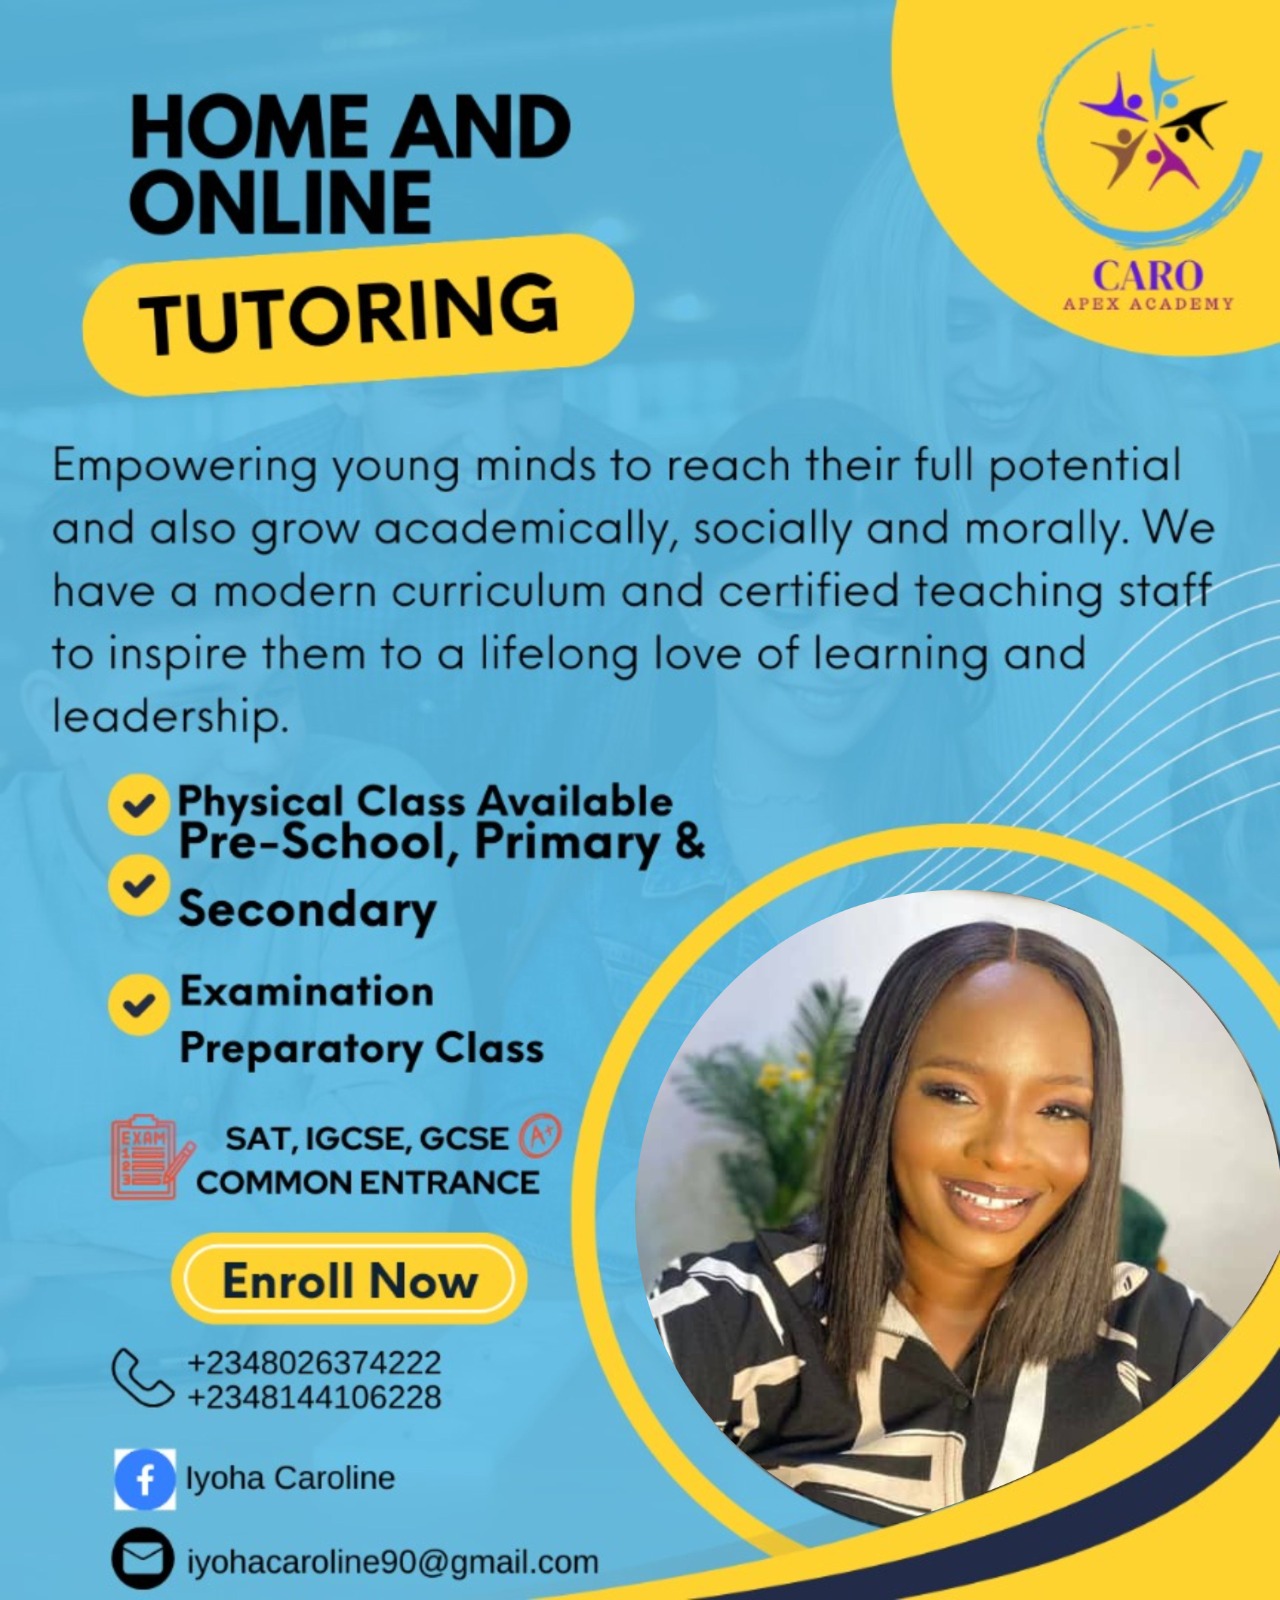 HOME AND
ONLINE
TUTORING
CARO
APEX ACADEMY
Empowering young minds to reach their full potential
and also grow academically, socially and morally. We
have a modern curriculum and certified teaching staff
to inspire them to a lifelong love of learning and
leadership.
Physical Class Available
Pre-School, Primary &
Secondary
Examination
Preparatory Class
EXAM
1
2
3
SAT, IGCSE, GCSE
A+
COMMON ENTRANCE
Enroll Now
+2348026374222
+2348144106228
f
Iyoha Caroline
iyohacaroline90@gmail.com